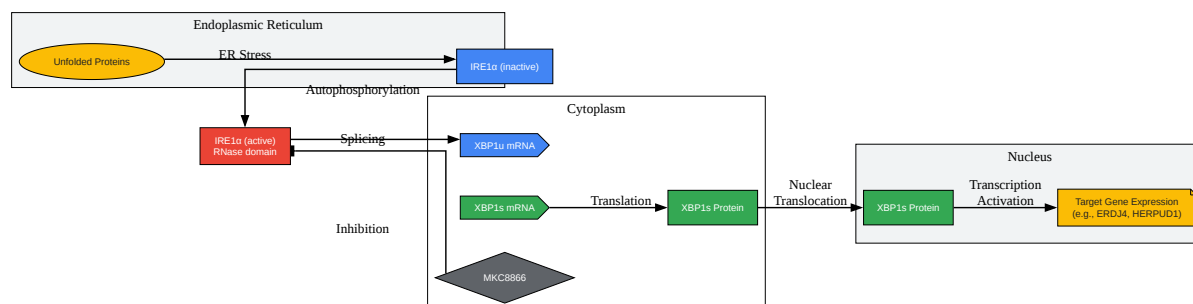 Endoplasmic Reticulum
Unfolded Proteins
ER Stress
IRE1α (inactive)
Autophosphorylation
Cytoplasm
IRE1α (active)
RNase domain
Splicing
XBP1u mRNA
Nucleus
XBP1s mRNA
Translation
XBP1s Protein
Nuclear
Translocation
XBP1s Protein
Transcription
Activation
Target Gene Expression
(e.g., ERDJ4, HERPUD1)
Inhibition
MKC8866